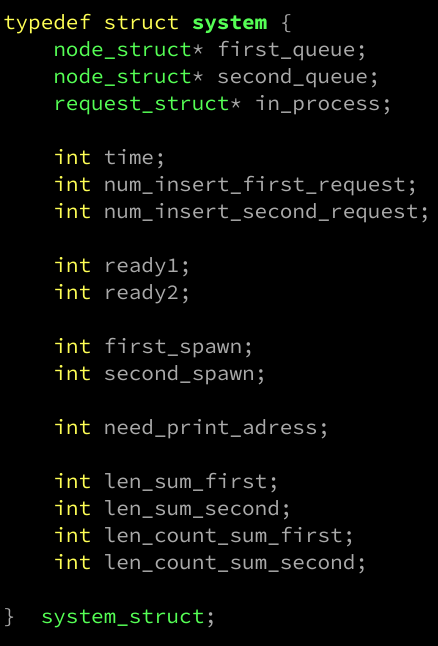 typedef struct system {
    node_struct* first_queue;
    node_struct* second_queue;
    request_struct* in_process;

    int time;
    int num_insert_first_request;
    int num_insert_second_request;

    int ready1;
    int ready2;

    int first_spawn;
    int second_spawn;

    int need_print_adress;

    int len_sum_first;
    int len_sum_second;
    int len_count_sum_first;
    int len_count_sum_second;

}  system_struct;